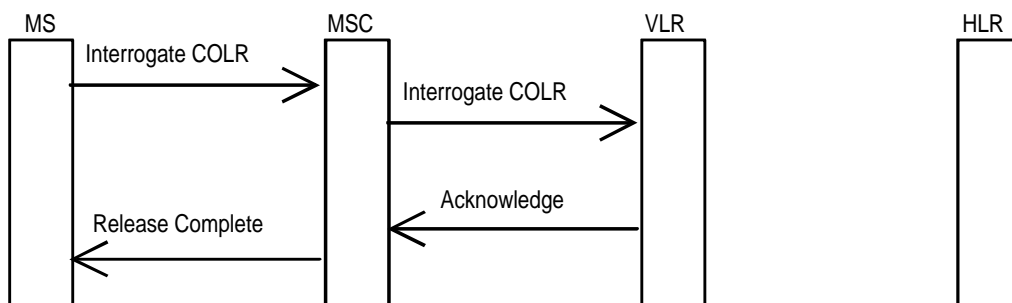 MS MSC VLR HLR
Interrogate COLR
Interrogate COLR
Acknowledge
Release Complete